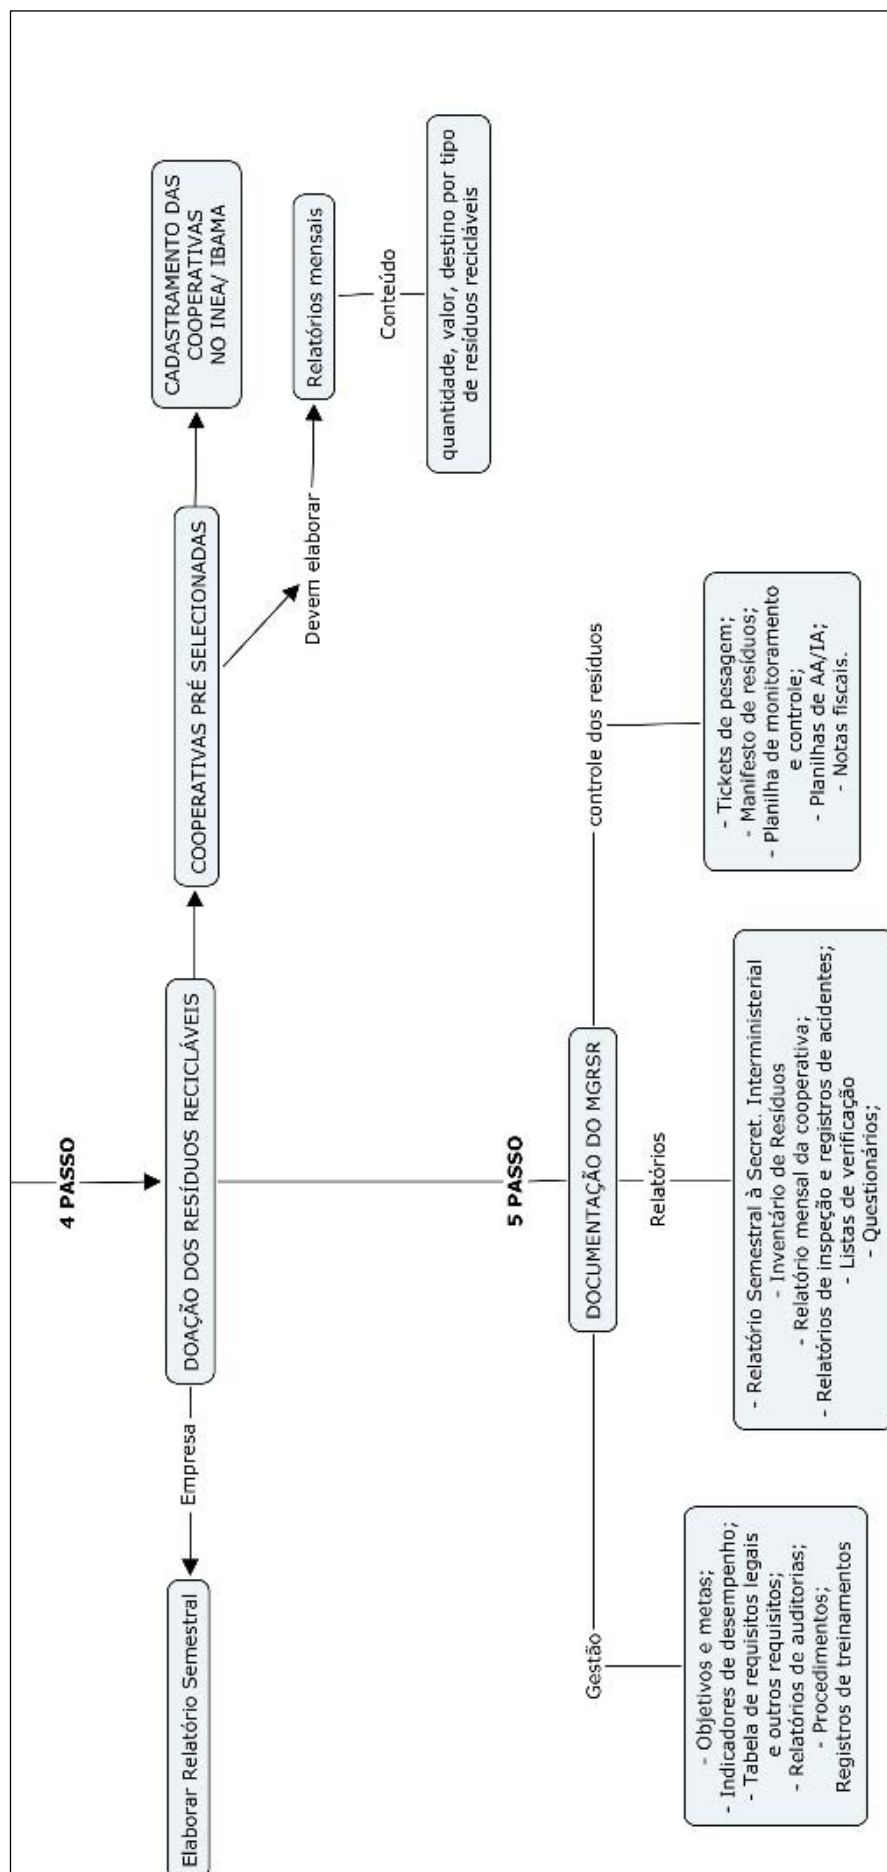 4 PASSO
Elaborar Relatório Semestral
Empresa
DOAÇÃO DOS RESÍDUOS RECICLÁVEIS
COOPERATIVAS PRÉ SELECIONADAS
CADASTRAMENTO DAS
COOPERATIVAS
NO INEA/ IBAMA
Devem elaborar
Relatórios mensais
Conteúdo
quantidade, valor, destino por tipo
de resíduos recicláveis
5 PASSO
DOCUMENTAÇÃO DO MGRSR
Gestão
- Objetivos e metas;
- Indicadores de desempenho;
- Tabela de requisitos legais
e outros requisitos;
- Relatórios de auditorias;
- Procedimentos;
Registros de treinamentos
Relatórios
- Relatório Semestral à Secret. Interministerial
- Inventário de Resíduos
- Relatório mensal da cooperativa;
- Relatórios de inspeção e registros de acidentes;
- Listas de verificação
- Questionários;
controle dos resíduos
- Tickets de pesagem;
- Manifesto de resíduos;
- Planilha de monitoramento
e controle;
- Planilhas de AA/IA;
- Notas fiscais.